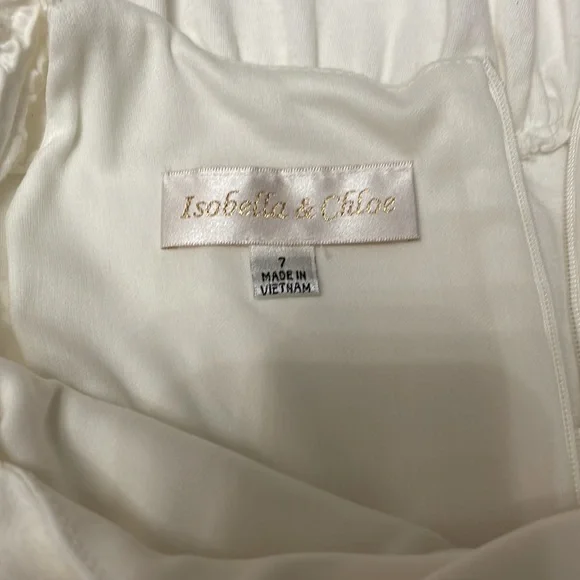 Isobella & Chloe
7
MADE IN
VIETNAM